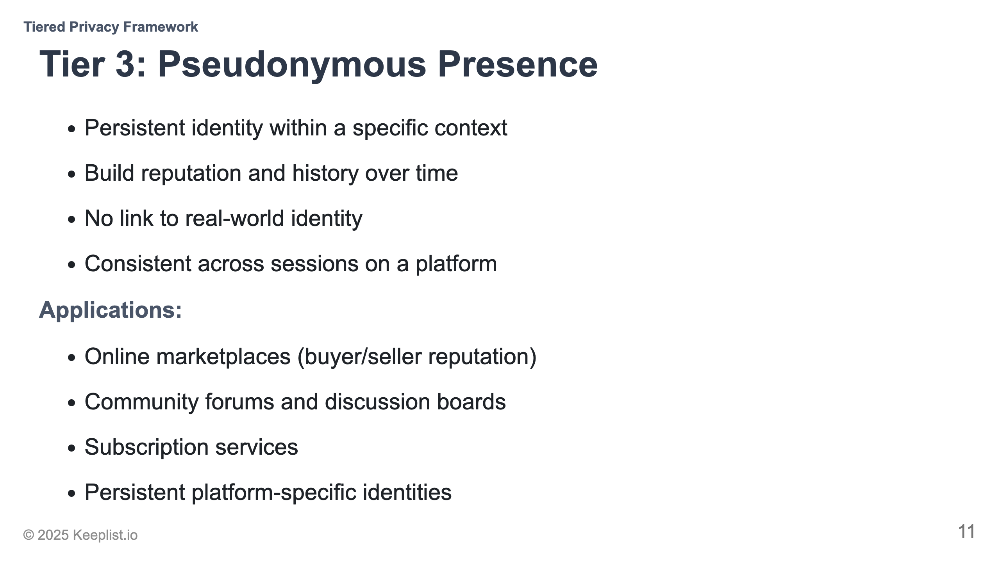 Tiered Privacy Framework
Tier 3: Pseudonymous Presence
• Persistent identity within a specific context
• Build reputation and history over time
• No link to real-world identity
• Consistent across sessions on a platform
Applications:
• Online marketplaces (buyer/seller reputation)
• Community forums and discussion boards
• Subscription services
• Persistent platform-specific identities
© 2025 Keeplist.io
11